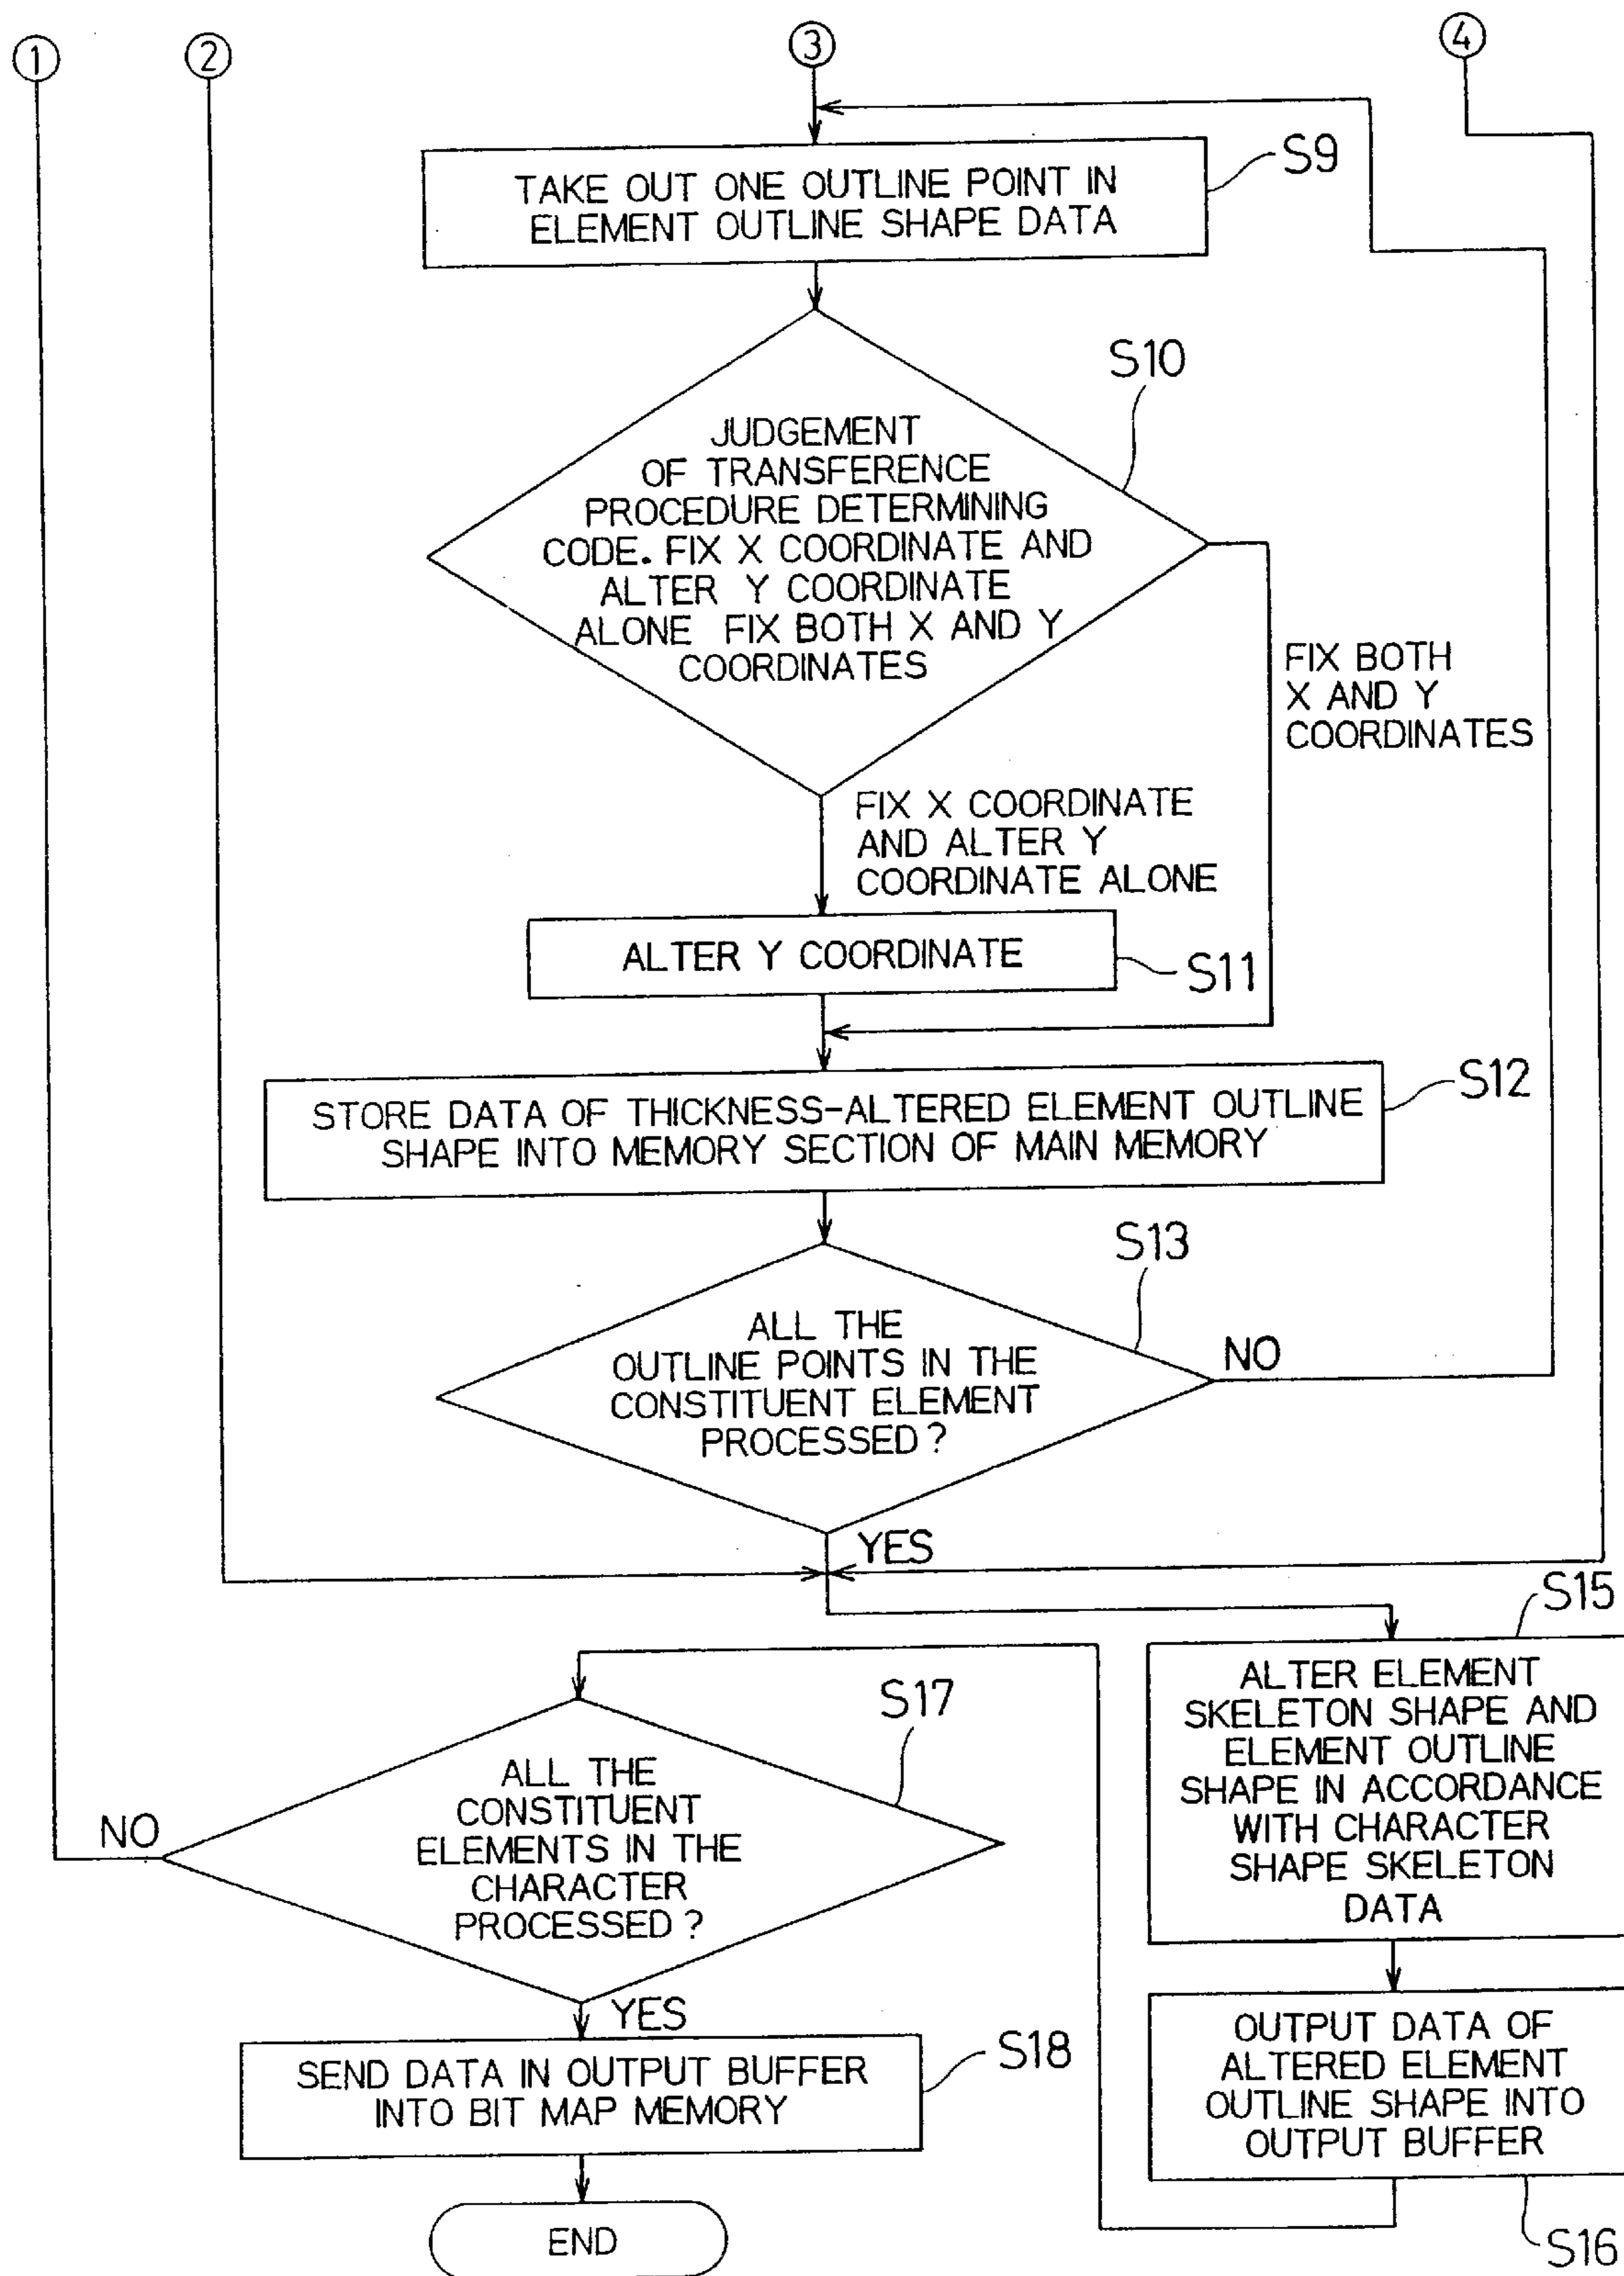 1
2
3
4
TAKE OUT ONE OUTLINE POINT IN
ELEMENT OUTLINE SHAPE DATA
S9
JUDGEMENT
OF TRANSFERENCE
PROCEDURE DETERMINING
CODE. FIX X COORDINATE AND
ALTER Y COORDINATE
ALONE FIX BOTH X AND Y
COORDINATES
S10
FIX BOTH
X AND Y
COORDINATES
FIX X COORDINATE
AND ALTER Y
COORDINATE ALONE
ALTER Y COORDINATE
S11
STORE DATA OF THICKNESS-ALTERED ELEMENT OUTLINE
SHAPE INTO MEMORY SECTION OF MAIN MEMORY
S12
ALL THE
OUTLINE POINTS IN THE
CONSTITUENT ELEMENT
PROCESSED?
S13
NO
YES
S15
ALTER ELEMENT
SKELETON SHAPE AND
ELEMENT OUTLINE
SHAPE IN ACCORDANCE
WITH CHARACTER
SHAPE SKELETON
DATA
OUTPUT DATA OF
ALTERED ELEMENT
OUTLINE SHAPE INTO
OUTPUT BUFFER
S16
ALL THE
CONSTITUENT
ELEMENTS IN THE
CHARACTER
PROCESSED?
S17
NO
YES
SEND DATA IN OUTPUT BUFFER
INTO BIT MAP MEMORY
S18
END